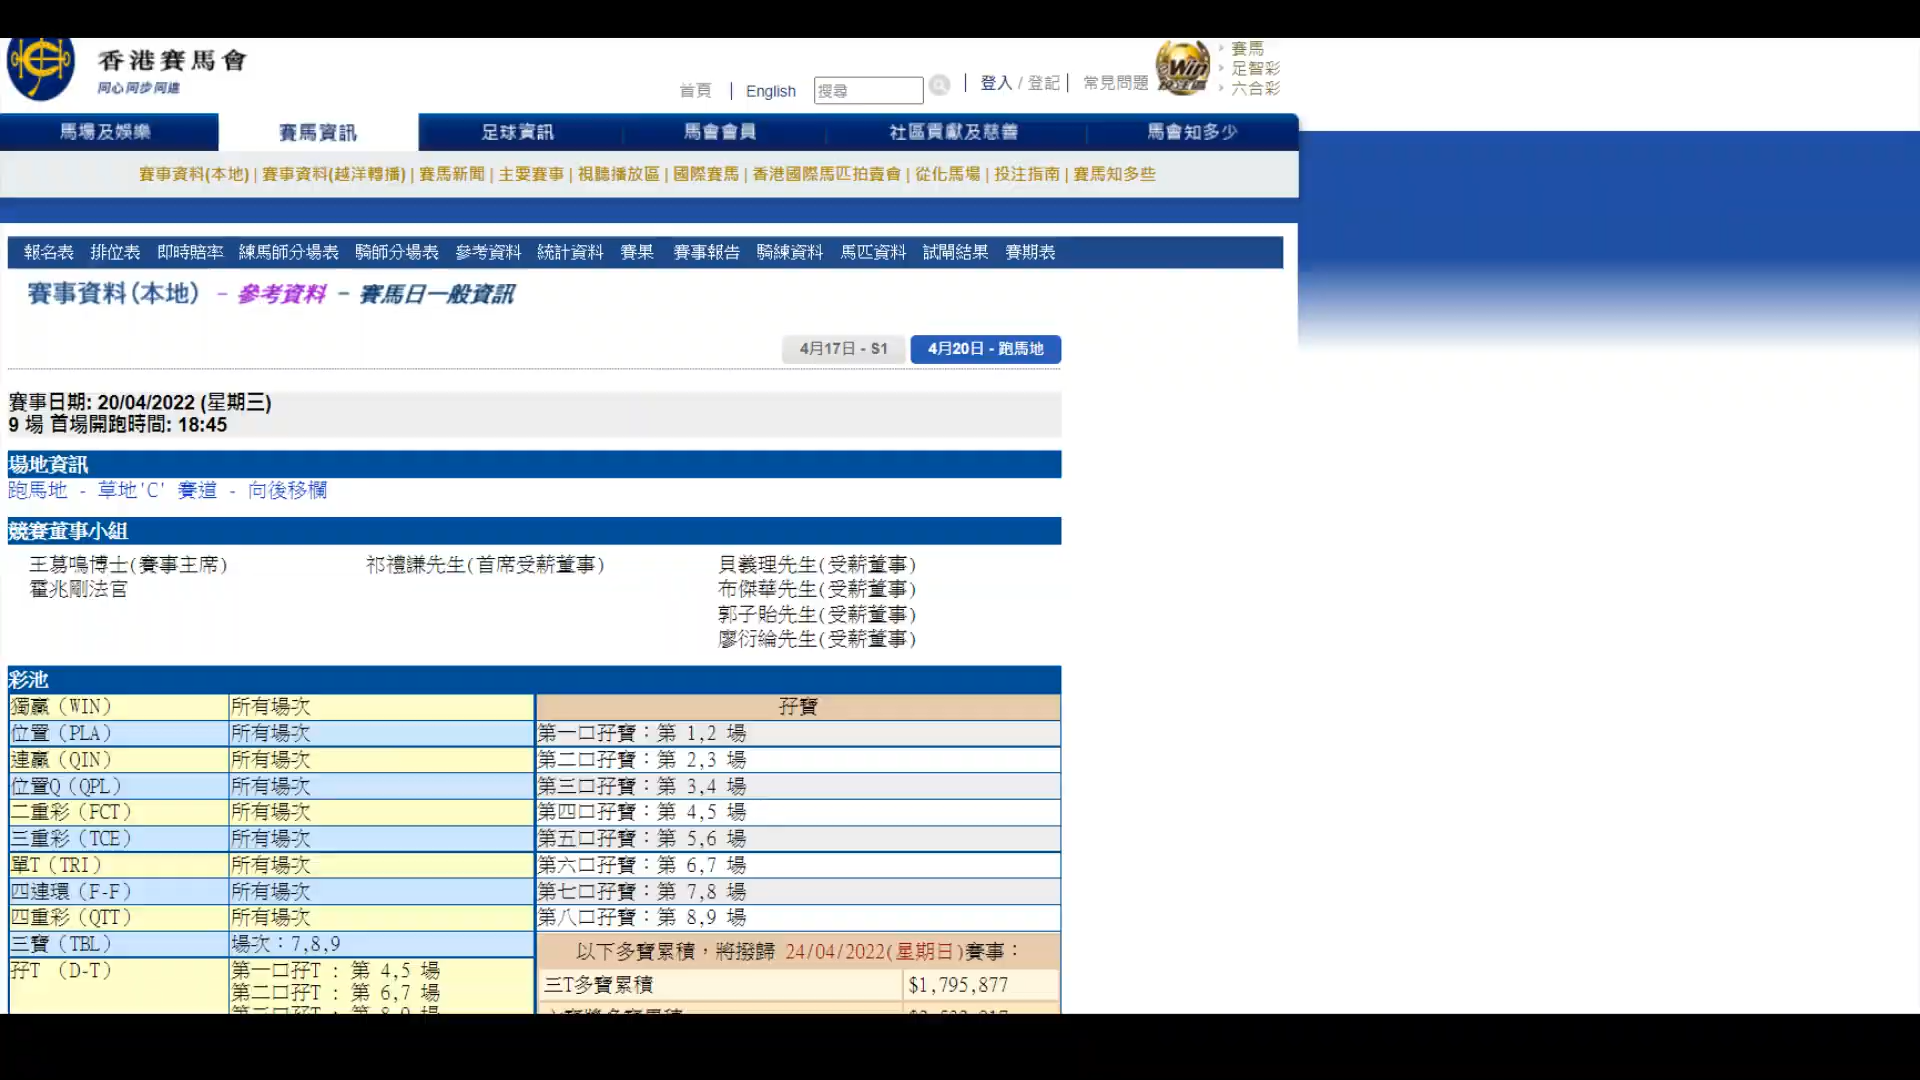 香港賽馬會
同心同步同進
首頁 | English 搜尋 | 登入 / 登記 | 常見問題
eWin 投注區
賽馬
足智彩
六合彩
馬場及娛樂 賽馬資訊 足球資訊 馬會會員 社區貢獻及慈善 馬會知多少
賽事資料(本地) | 賽事資料(越洋轉播) | 賽馬新聞 | 主要賽事 | 視聽播放區 | 國際賽馬 | 香港國際馬匹拍賣會 | 從化馬場 | 投注指南 | 賽馬知多些
報名表 排位表 即時賠率 練馬師分場表 騎師分場表 參考資料 統計資料 賽果 賽事報告 騎練資料 馬匹資料 試閘結果 賽期表
賽事資料(本地) - 參考資料 - 賽馬日一般資訊
4月17日 - S1 4月20日 - 跑馬地
賽事日期: 20/04/2022 (星期三)
9 場 首場開跑時間: 18:45
場地資訊
跑馬地 - 草地'C' 賽道 - 向後移欄
競賽董事小組
王葛鳴博士(賽事主席) 祁禮謙先生(首席受薪董事) 貝義理先生(受薪董事)
霍兆剛法官 布傑華先生(受薪董事)
郭子貽先生(受薪董事)
廖衍綸先生(受薪董事)
彩池
獨贏（WIN） 所有場次 孖寶
位置（PLA） 所有場次 第一口孖寶：第 1,2 場
連贏（QIN） 所有場次 第二口孖寶：第 2,3 場
位置Q（QPL） 所有場次 第三口孖寶：第 3,4 場
二重彩（FCT） 所有場次 第四口孖寶：第 4,5 場
三重彩（TCE） 所有場次 第五口孖寶：第 5,6 場
單T（TRI） 所有場次 第六口孖寶：第 6,7 場
四連環（F-F） 所有場次 第七口孖寶：第 7,8 場
四重彩（QTT） 所有場次 第八口孖寶：第 8,9 場
三寶（TBL） 場次：7,8,9 以下多寶累積，將撥歸 24/04/2022(星期日)賽事：
孖T （D-T） 第一口孖T : 第 4,5 場 三T多寶累積 $1,795,877
第二口孖T : 第 6,7 場
第三口孖T : 第 8,9 場